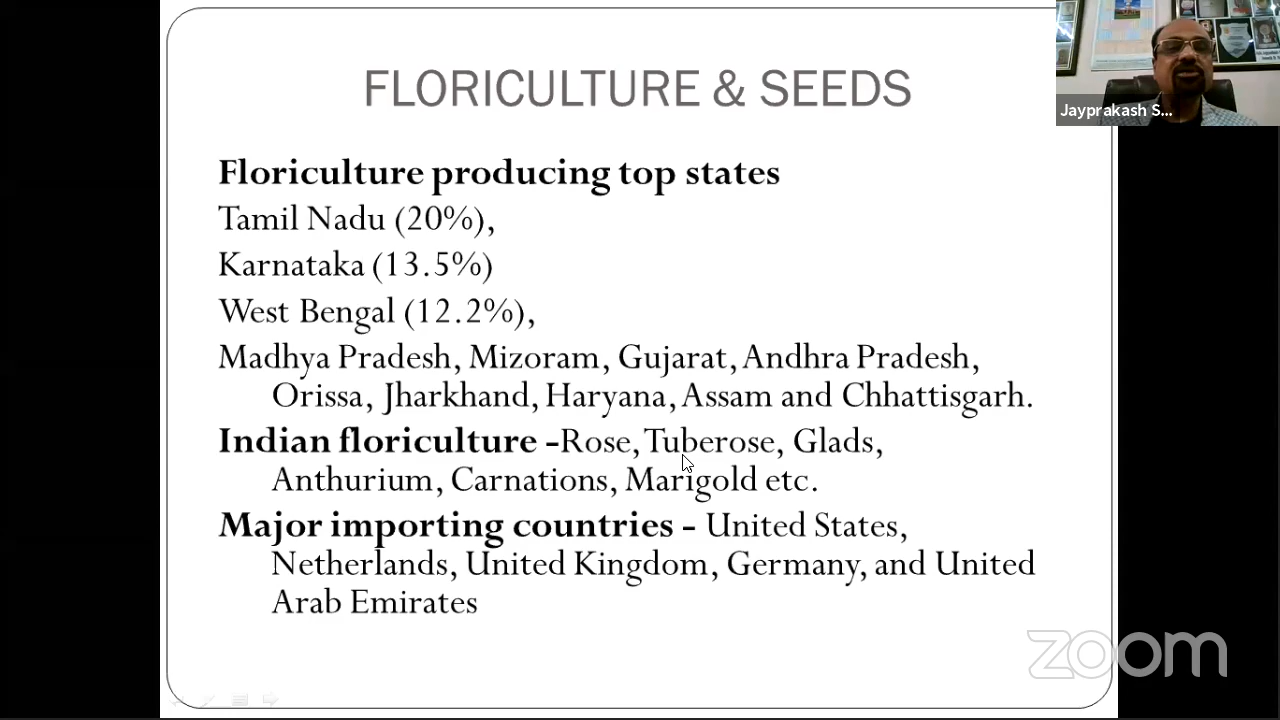 FLORICULTURE & SEEDS
Jayprakash S...
Floriculture producing top states
Tamil Nadu (20%),
Karnataka (13.5%)
West Bengal (12.2%),
Madhya Pradesh, Mizoram, Gujarat, Andhra Pradesh,
Orissa, Jharkhand, Haryana, Assam and Chhattisgarh.
Indian floriculture -Rose, Tuberose, Glads,
Anthurium, Carnations, Marigold etc.
Major importing countries - United States,
Netherlands, United Kingdom, Germany, and United
Arab Emirates
zoom